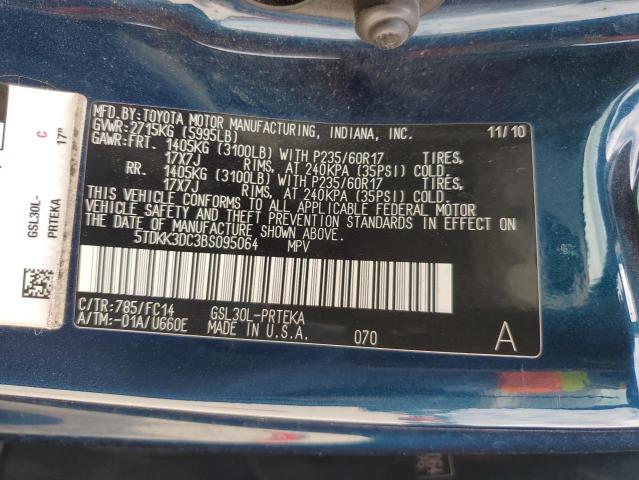 MFD.BY:TOYOTA MOTOR MANUFACTURING, INDIANA, INC. 11/10
GVWR:2715KG (5995LB)
GAWR:FRT. 1405KG (3100LB) WITH P235/60R17 TIRES,
17X7J RIMS, AT 240KPA (35PSI) COLD.
RR. 1405KG (3100LB) WITH P235/60R17 TIRES,
17X7J RIMS, AT 240KPA (35PSI) COLD.
THIS VEHICLE CONFORMS TO ALL APPLICABLE FEDERAL MOTOR
VEHICLE SAFETY AND THEFT PREVENTION STANDARDS IN EFFECT ON
THE DATE OF MANUFACTURE SHOWN ABOVE.
5TDKK3DC3BS095064 MPV
C/TR:785/FC14 GSL30L-PRTEKA
A/TM:-01A/U660E MADE IN U.S.A. 070 A
C
17"
GSL30L-
PRTEKA